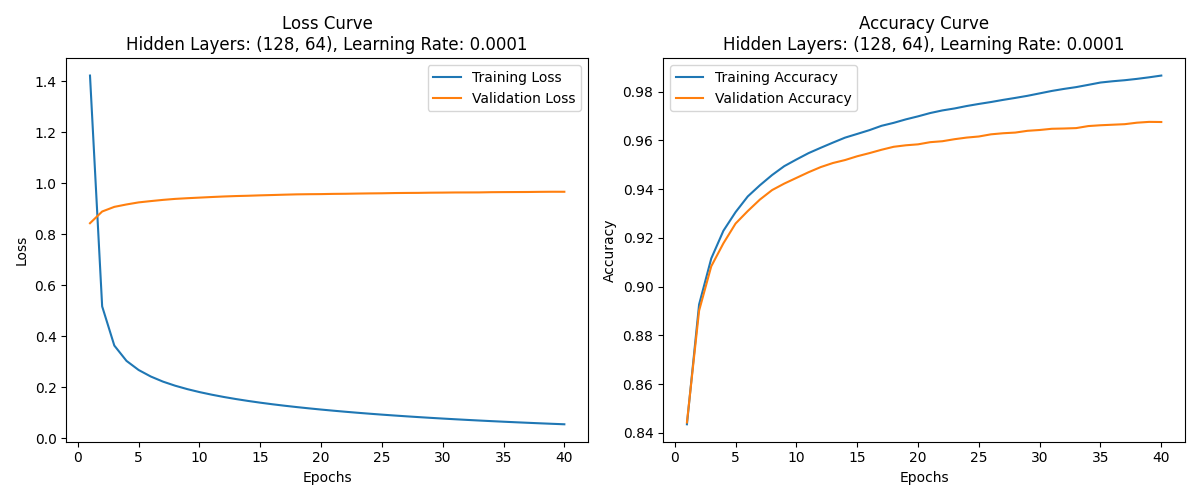 Loss Curve
Hidden Layers: (128, 64), Learning Rate: 0.0001
Training Loss
Validation Loss
1.4
1.2
1.0
0.8
0.6
0.4
0.2
0.0
Loss
0 5 10 15 20 25 30 35 40
Epochs
Accuracy Curve
Hidden Layers: (128, 64), Learning Rate: 0.0001
Training Accuracy
Validation Accuracy
0.98
0.96
0.94
0.92
0.90
0.88
0.86
0.84
Accuracy
0 5 10 15 20 25 30 35 40
Epochs